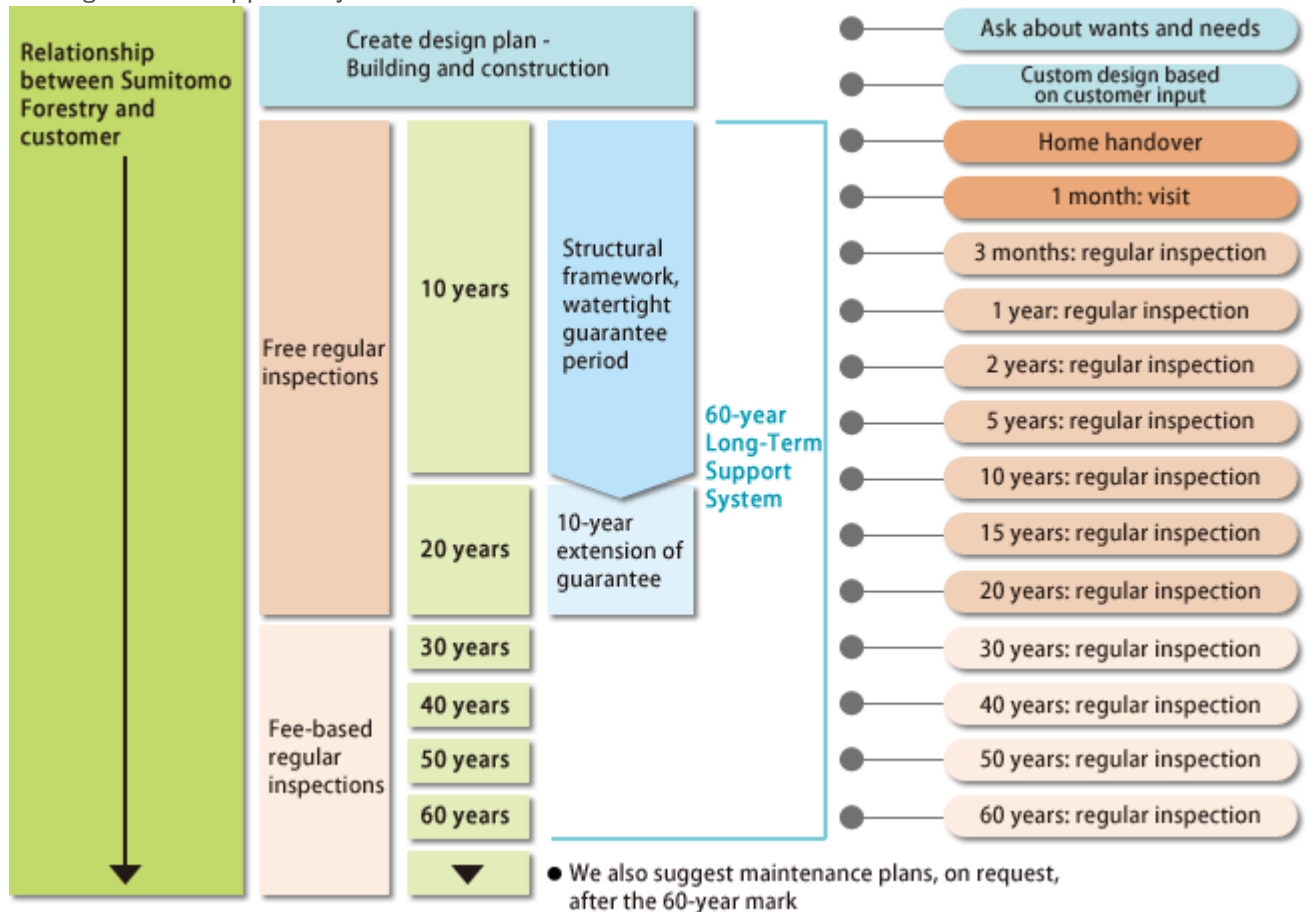 Relationship
between Sumitomo
Forestry and
customer
Create design plan -
Building and construction
Free regular
inspections
10 years
Structural
framework,
watertight
guarantee
period
20 years
10-year
extension of
guarantee
60-year
Long-Term
Support
System
Fee-based
regular
inspections
30 years
40 years
50 years
60 years
● We also suggest maintenance plans, on request,
after the 60-year mark
Ask about wants and needs
Custom design based
on customer input
Home handover
1 month: visit
3 months: regular inspection
1 year: regular inspection
2 years: regular inspection
5 years: regular inspection
10 years: regular inspection
15 years: regular inspection
20 years: regular inspection
30 years: regular inspection
40 years: regular inspection
50 years: regular inspection
60 years: regular inspection